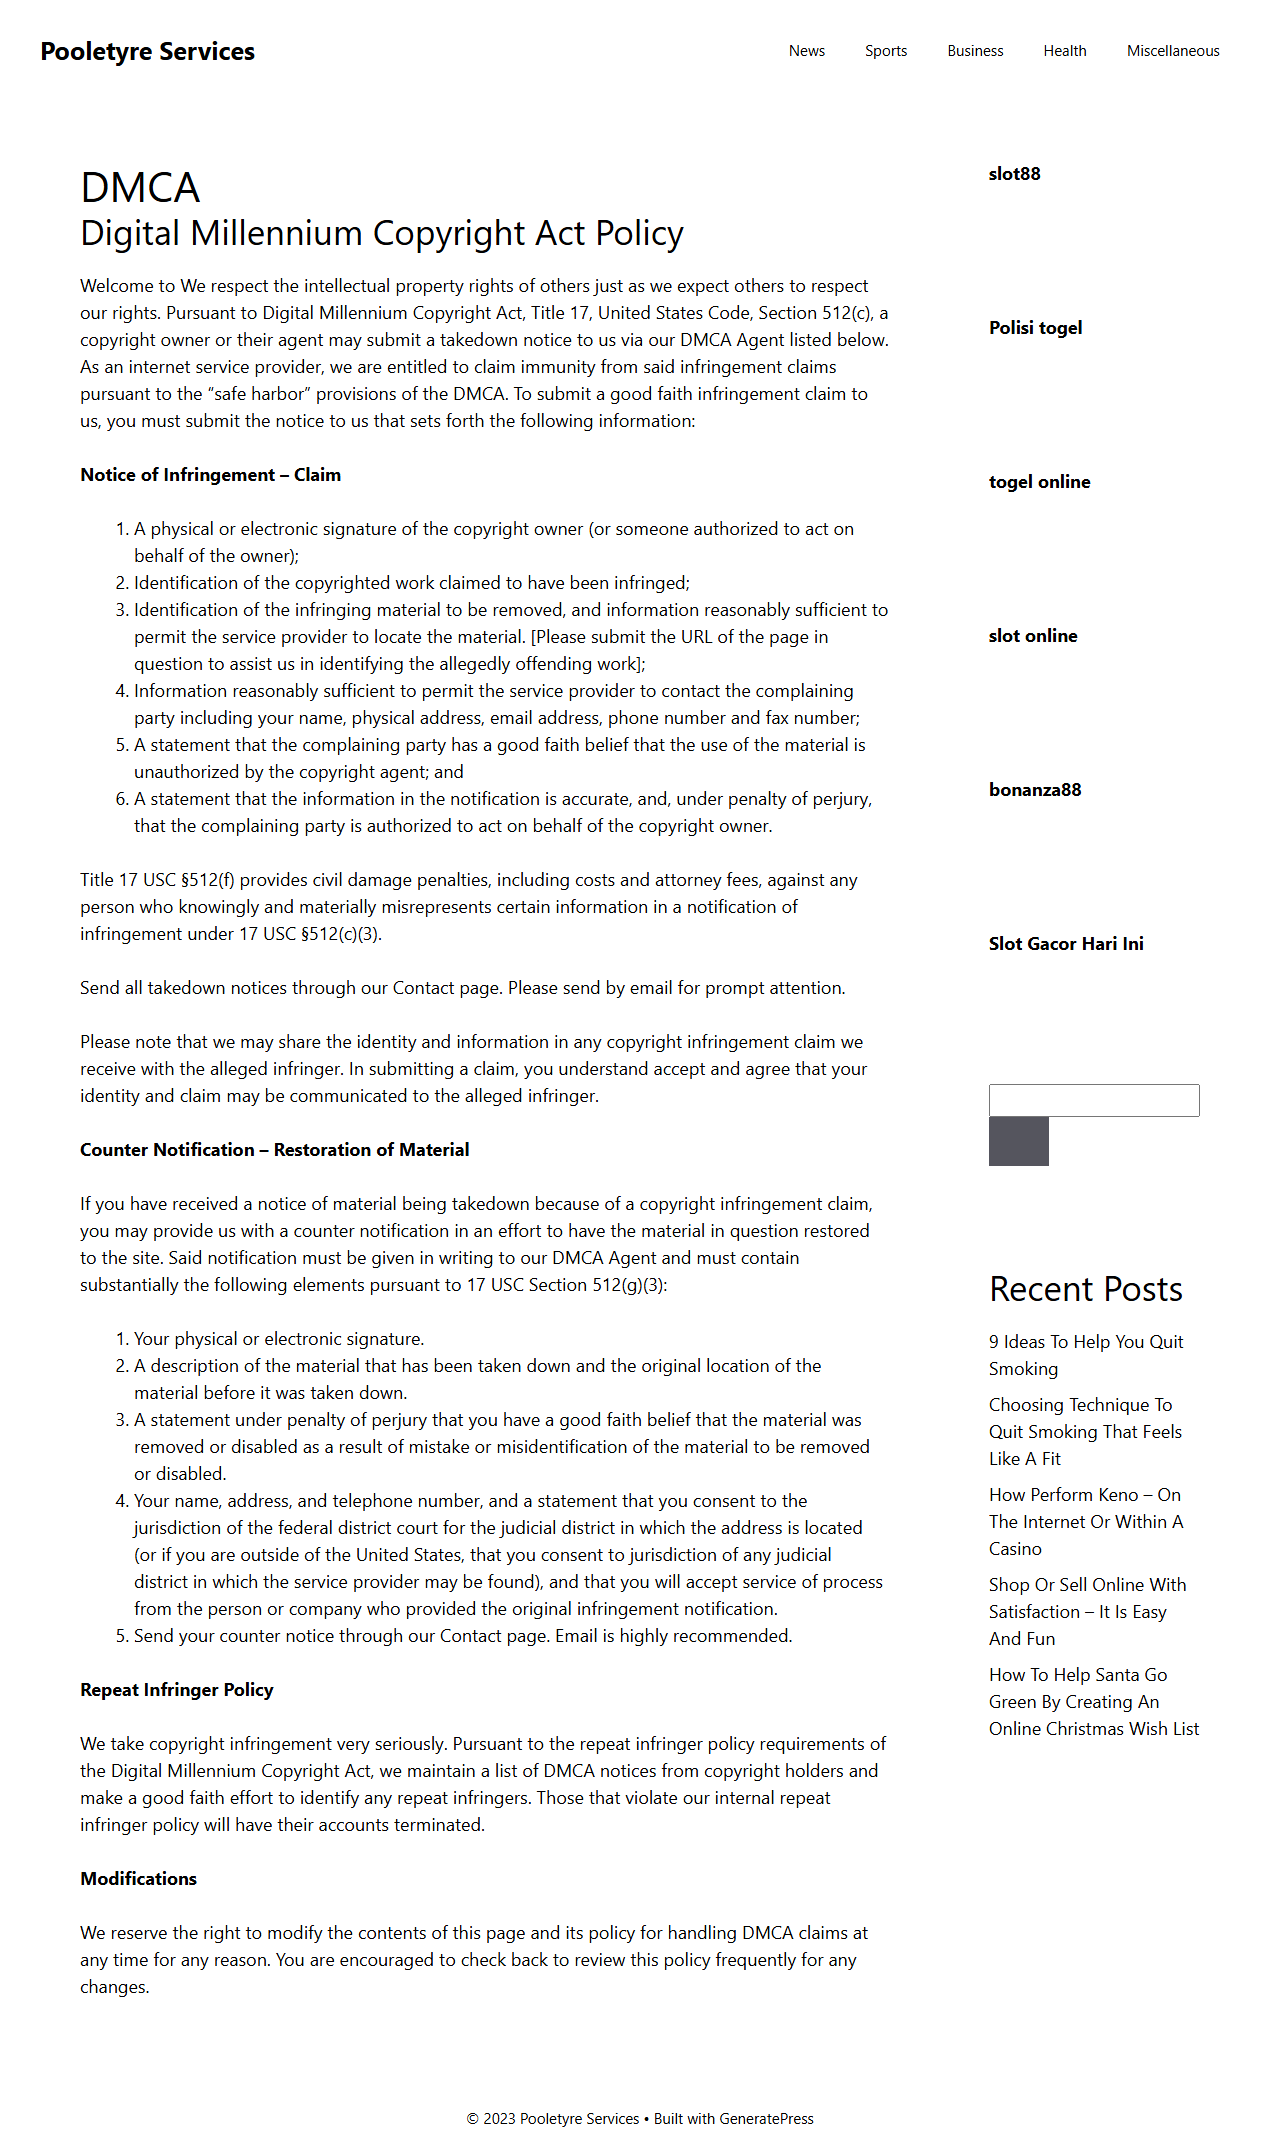 Pooletyre Services
News Sports Business Health Miscellaneous
DMCA
Digital Millennium Copyright Act Policy
Welcome to We respect the intellectual property rights of others just as we expect others to respect
our rights. Pursuant to Digital Millennium Copyright Act, Title 17, United States Code, Section 512(c), a
copyright owner or their agent may submit a takedown notice to us via our DMCA Agent listed below.
As an internet service provider, we are entitled to claim immunity from said infringement claims
pursuant to the “safe harbor” provisions of the DMCA. To submit a good faith infringement claim to
us, you must submit the notice to us that sets forth the following information:
Notice of Infringement – Claim
1. A physical or electronic signature of the copyright owner (or someone authorized to act on
behalf of the owner);
2. Identification of the copyrighted work claimed to have been infringed;
3. Identification of the infringing material to be removed, and information reasonably sufficient to
permit the service provider to locate the material. [Please submit the URL of the page in
question to assist us in identifying the allegedly offending work];
4. Information reasonably sufficient to permit the service provider to contact the complaining
party including your name, physical address, email address, phone number and fax number;
5. A statement that the complaining party has a good faith belief that the use of the material is
unauthorized by the copyright agent; and
6. A statement that the information in the notification is accurate, and, under penalty of perjury,
that the complaining party is authorized to act on behalf of the copyright owner.
Title 17 USC §512(f) provides civil damage penalties, including costs and attorney fees, against any
person who knowingly and materially misrepresents certain information in a notification of
infringement under 17 USC §512(c)(3).
Send all takedown notices through our Contact page. Please send by email for prompt attention.
Please note that we may share the identity and information in any copyright infringement claim we
receive with the alleged infringer. In submitting a claim, you understand accept and agree that your
identity and claim may be communicated to the alleged infringer.
Counter Notification – Restoration of Material
If you have received a notice of material being takedown because of a copyright infringement claim,
you may provide us with a counter notification in an effort to have the material in question restored
to the site. Said notification must be given in writing to our DMCA Agent and must contain
substantially the following elements pursuant to 17 USC Section 512(g)(3):
1. Your physical or electronic signature.
2. A description of the material that has been taken down and the original location of the
material before it was taken down.
3. A statement under penalty of perjury that you have a good faith belief that the material was
removed or disabled as a result of mistake or misidentification of the material to be removed
or disabled.
4. Your name, address, and telephone number, and a statement that you consent to the
jurisdiction of the federal district court for the judicial district in which the address is located
(or if you are outside of the United States, that you consent to jurisdiction of any judicial
district in which the service provider may be found), and that you will accept service of process
from the person or company who provided the original infringement notification.
5. Send your counter notice through our Contact page. Email is highly recommended.
Repeat Infringer Policy
We take copyright infringement very seriously. Pursuant to the repeat infringer policy requirements of
the Digital Millennium Copyright Act, we maintain a list of DMCA notices from copyright holders and
make a good faith effort to identify any repeat infringers. Those that violate our internal repeat
infringer policy will have their accounts terminated.
Modifications
We reserve the right to modify the contents of this page and its policy for handling DMCA claims at
any time for any reason. You are encouraged to check back to review this policy frequently for any
changes.
slot88
Polisi togel
togel online
slot online
bonanza88
Slot Gacor Hari Ini
Recent Posts
9 Ideas To Help You Quit
Smoking
Choosing Technique To
Quit Smoking That Feels
Like A Fit
How Perform Keno – On
The Internet Or Within A
Casino
Shop Or Sell Online With
Satisfaction – It Is Easy
And Fun
How To Help Santa Go
Green By Creating An
Online Christmas Wish List
© 2023 Pooletyre Services • Built with GeneratePress